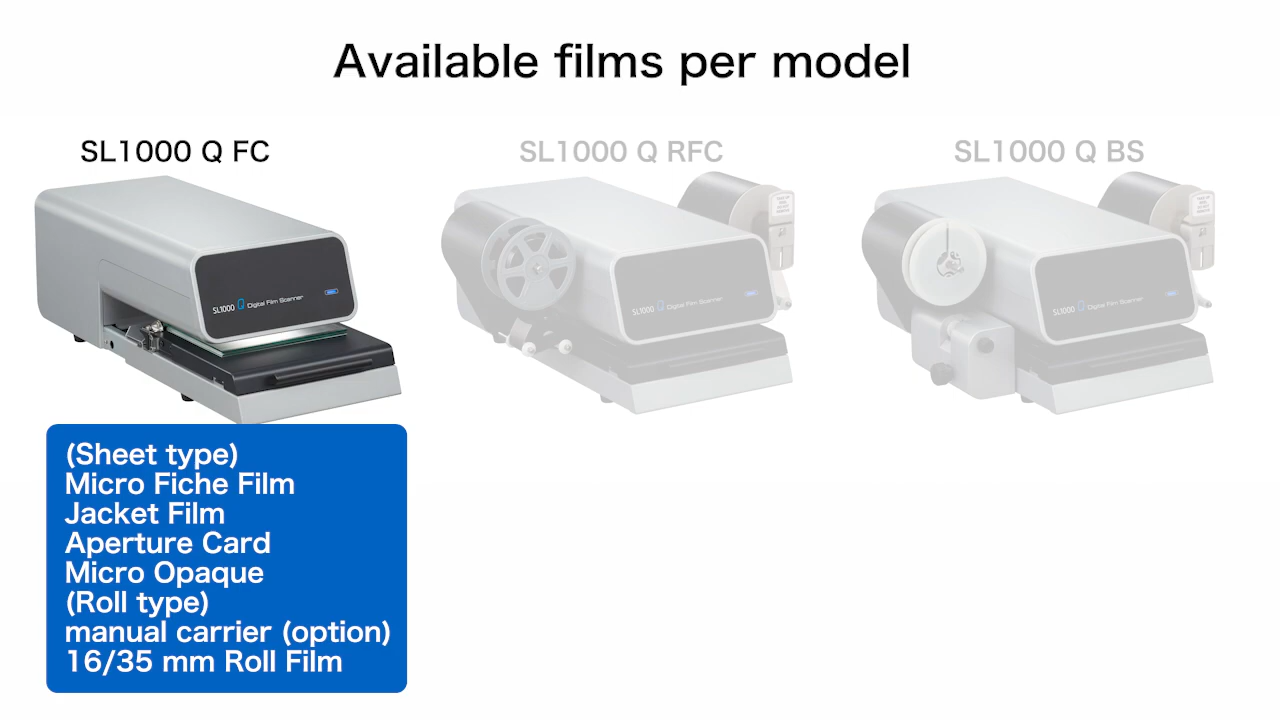 Available films per model
SL1000 Q FC
SL1000 Q RFC
SL1000 Q BS
SL1000 Q Digital Film Scanner
SL1000 Q Digital Film Scanner
SL1000 Q Digital Film Scanner
(Sheet type)
Micro Fiche Film
Jacket Film
Aperture Card
Micro Opaque
(Roll type)
manual carrier (option)
16/35 mm Roll Film